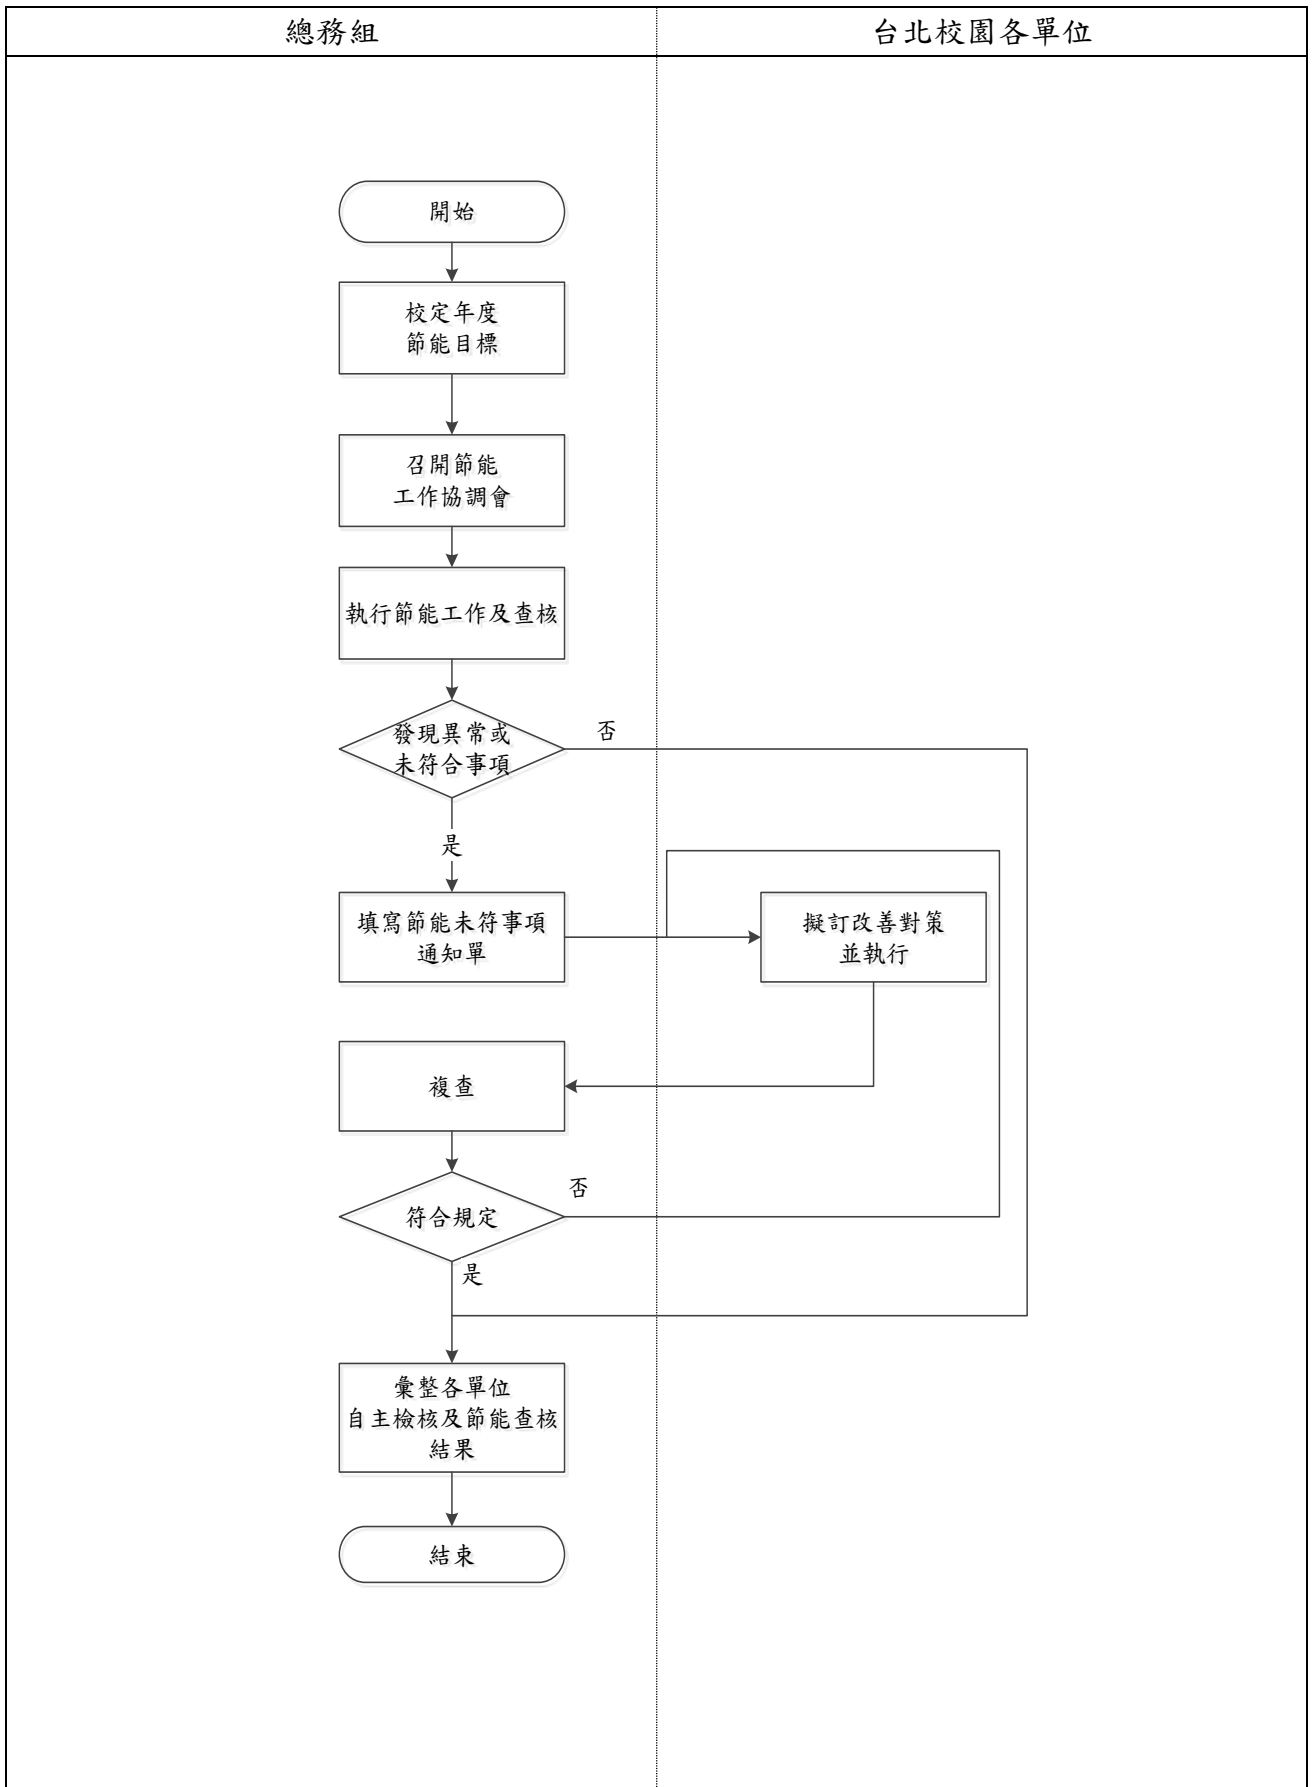 總務組
台北校園各單位
開始
校定年度
節能目標
召開節能
工作協調會
執行節能工作及查核
發現異常或
未符合事項
否
是
填寫節能未符事項
通知單
擬訂改善對策
並執行
複查
符合規定
否
是
彙整各單位
自主檢核及節能查核
結果
結束